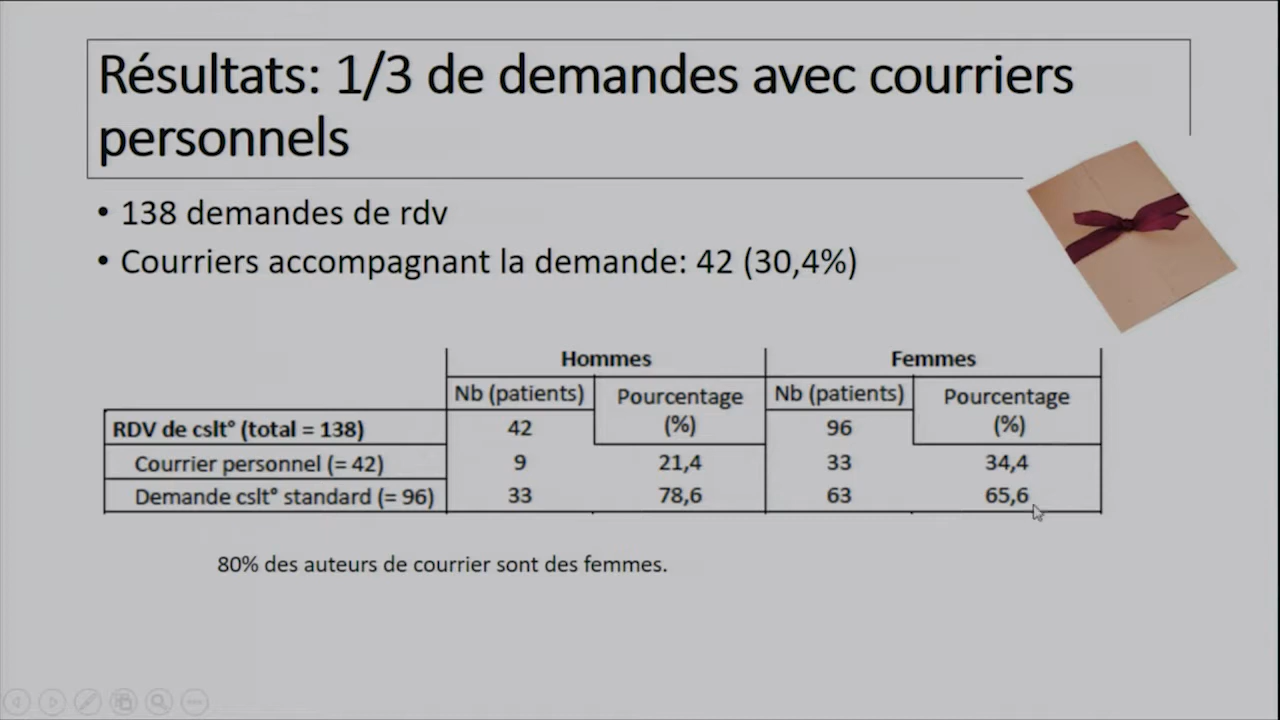 Résultats: 1/3 de demandes avec courriers
personnels
• 138 demandes de rdv
• Courriers accompagnant la demande: 42 (30,4%)
Hommes Femmes
Nb (patients) Pourcentage (%) Nb (patients) Pourcentage (%)
RDV de cslt° (total = 138) 42 96
Courrier personnel (= 42) 9 21,4 33 34,4
Demande cslt° standard (= 96) 33 78,6 63 65,6
80% des auteurs de courrier sont des femmes.